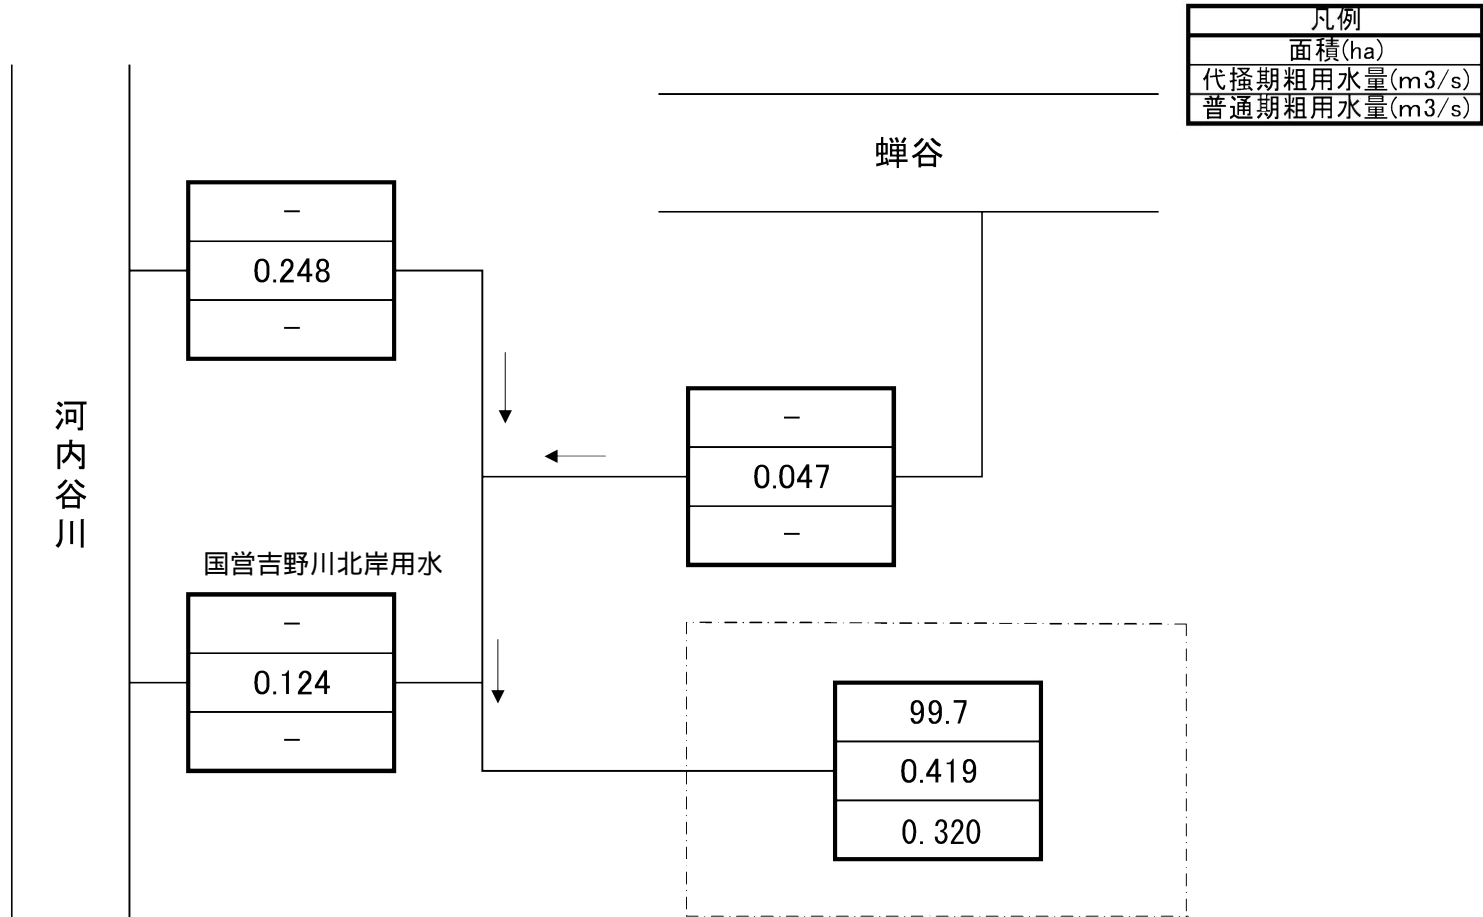 凡例
面積(ha)
代掻期粗用水量(m3/s)
普通期粗用水量(m3/s)
蝉谷
-
0.248
-
河内谷川
-
0.047
-
国営吉野川北岸用水
-
0.124
-
99.7
0.419
0.320